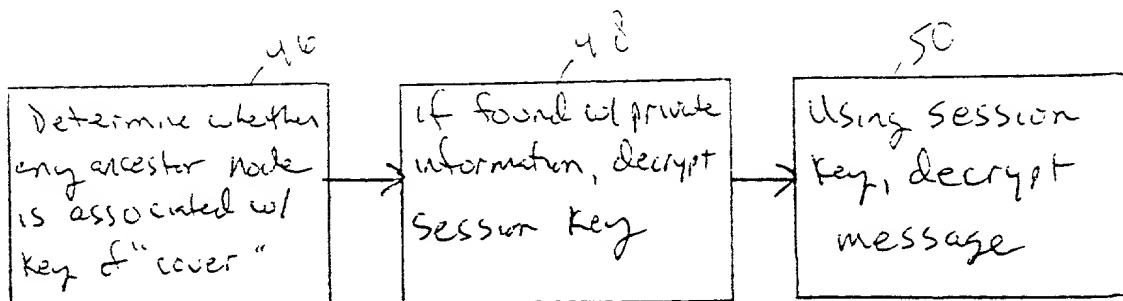 46
Determine whether
any ancestor node
is associated w/
key of "cover"
48
if found w/ private
information, decrypt
session key
50
Using session
key, decrypt
message